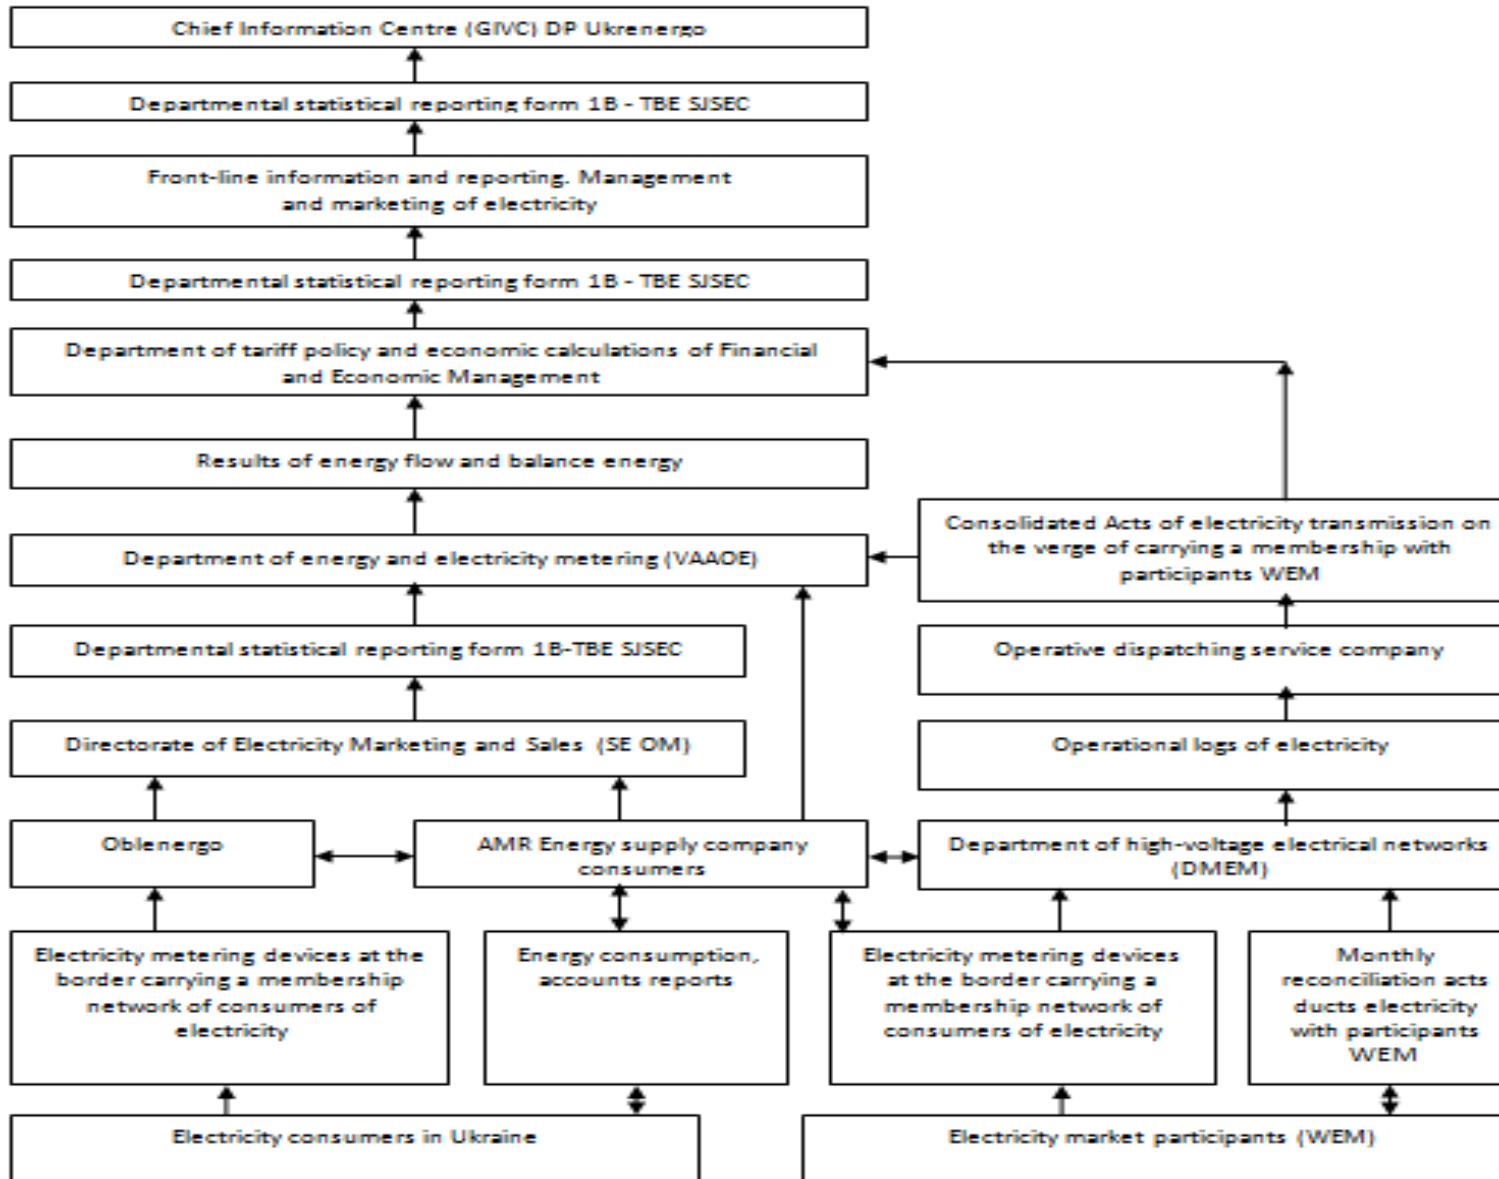 Chief Information Centre (GIVC) DP Ukrenergo
Departmental statistical reporting form 1B - TBE SJSEC
Front-line information and reporting. Management
and marketing of electricity
Departmental statistical reporting form 1B - TBE SJSEC
Department of tariff policy and economic calculations of Financial
and Economic Management
Results of energy flow and balance energy
Consolidated Acts of electricity transmission on
the verge of carrying a membership with
participants WEM
Department of energy and electricity metering (VAAOE)
Departmental statistical reporting form 1B-TBE SJSEC
Operative dispatching service company
Directorate of Electricity Marketing and Sales (SE OM)
Operational logs of electricity
Oblenergo
AMR Energy supply company
consumers
Department of high-voltage electrical networks
(DMEM)
Electricity metering devices at the
border carrying a membership
network of consumers of
electricity
Energy consumption,
accounts reports
Electricity metering devices
at the border carrying a
membership network of
consumers of electricity
Monthly
reconciliation acts
ducts electricity
with participants
WEM
Electricity consumers in Ukraine
Electricity market participants (WEM)